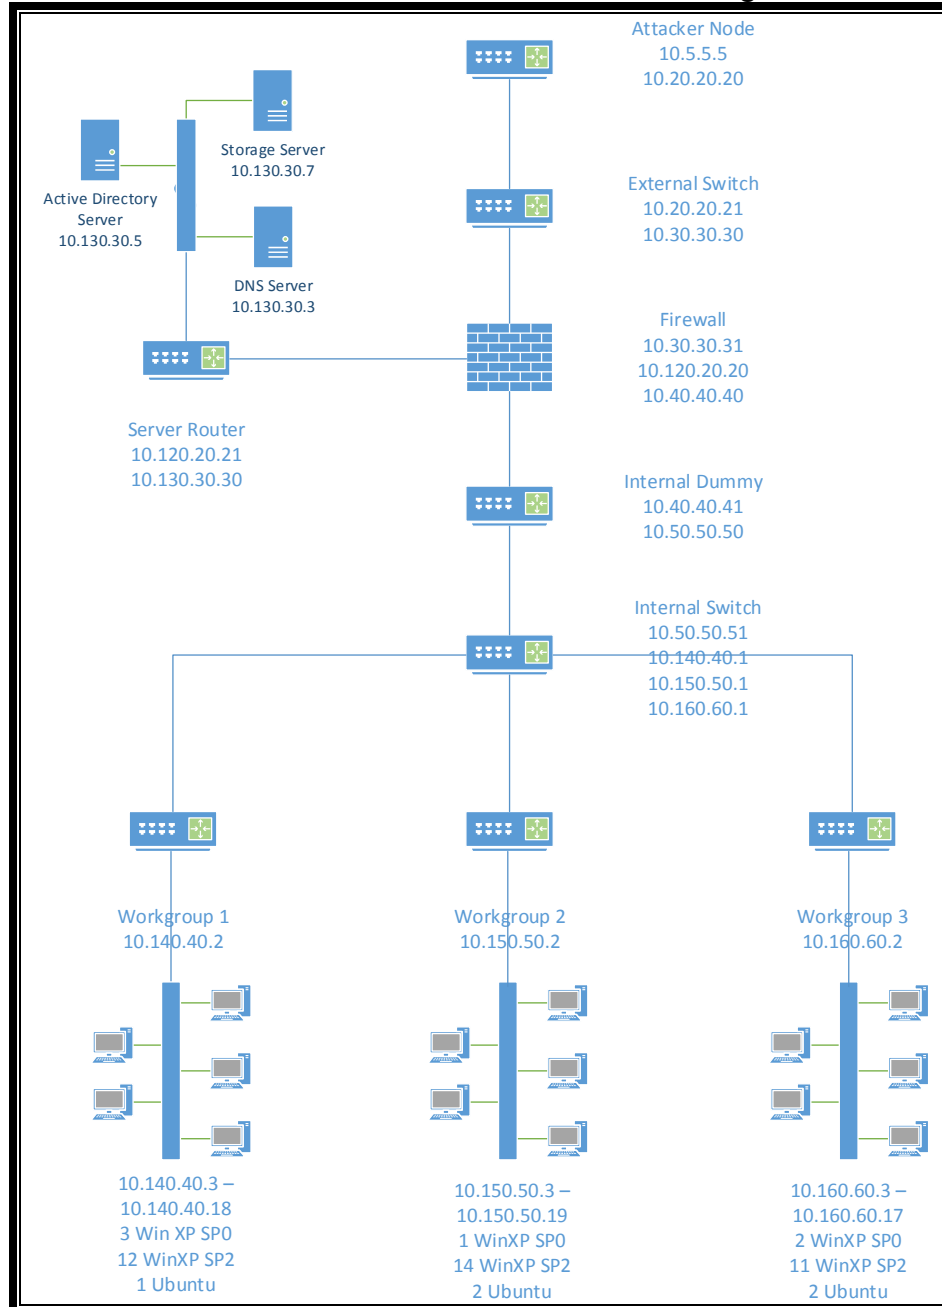 Attacker Node
10.5.5.5
10.20.20.20
Storage Server
10.130.30.7
Active Directory
Server
10.130.30.5
DNS Server
10.130.30.3
External Switch
10.20.20.21
10.30.30.30
Firewall
10.30.30.31
10.120.20.20
10.40.40.40
Server Router
10.120.20.21
10.130.30.30
Internal Dummy
10.40.40.41
10.50.50.50
Internal Switch
10.50.50.51
10.140.40.1
10.150.50.1
10.160.60.1
Workgroup 1
10.140.40.2
Workgroup 2
10.150.50.2
Workgroup 3
10.160.60.2
10.140.40.3 –
10.140.40.18
3 Win XP SP0
12 WinXP SP2
1 Ubuntu
10.150.50.3 –
10.150.50.19
1 WinXP SP0
14 WinXP SP2
2 Ubuntu
10.160.60.3 –
10.160.60.17
2 WinXP SP0
11 WinXP SP2
2 Ubuntu